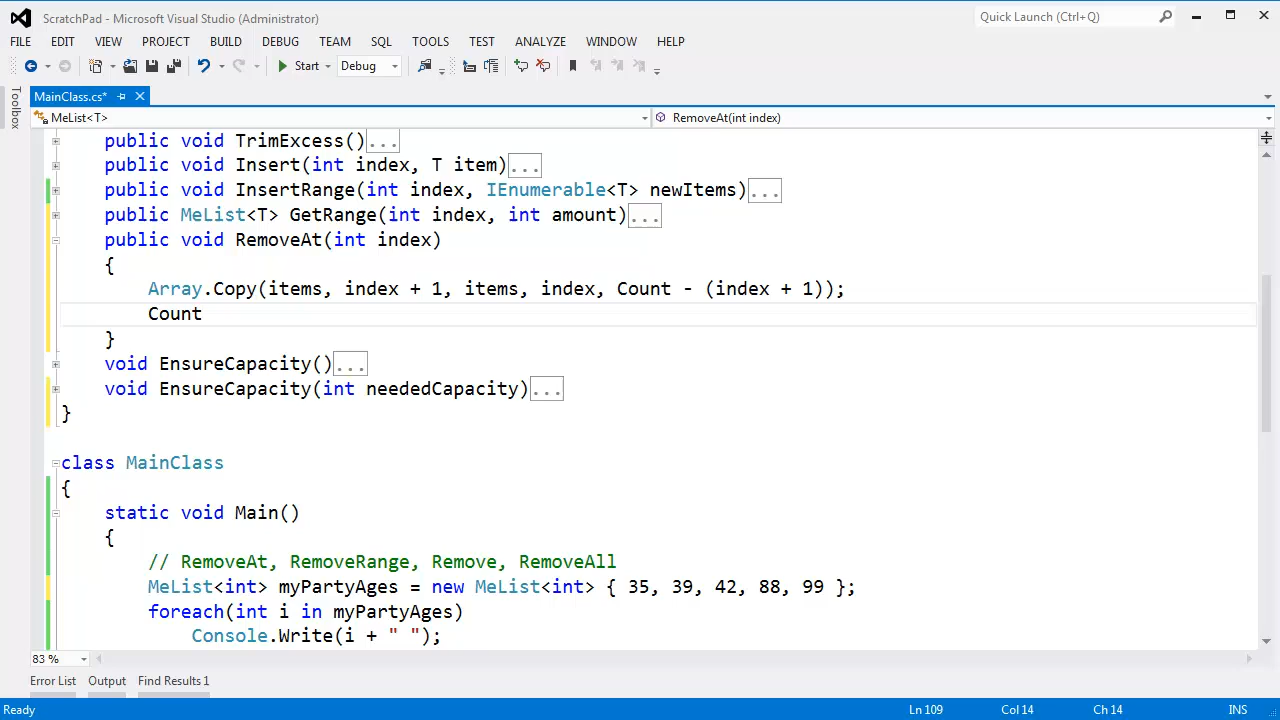 ScratchPad - Microsoft Visual Studio (Administrator)
Quick Launch (Ctrl+Q)
FILE EDIT VIEW PROJECT BUILD DEBUG TEAM SQL TOOLS TEST ANALYZE WINDOW HELP
Start Debug
Toolbox
MainClass.cs*
MeList<T> RemoveAt(int index)
public void TrimExcess()...
public void Insert(int index, T item)...
public void InsertRange(int index, IEnumerable<T> newItems)...
public MeList<T> GetRange(int index, int amount)...
public void RemoveAt(int index)
{
Array.Copy(items, index + 1, items, index, Count - (index + 1));
Count
}
void EnsureCapacity()...
void EnsureCapacity(int neededCapacity)...
}
class MainClass
{
static void Main()
{
// RemoveAt, RemoveRange, Remove, RemoveAll
MeList<int> myPartyAges = new MeList<int> { 35, 39, 42, 88, 99 };
foreach(int i in myPartyAges)
Console.Write(i + " ");
83 %
Error List Output Find Results 1
Ready Ln 109 Col 14 Ch 14 INS